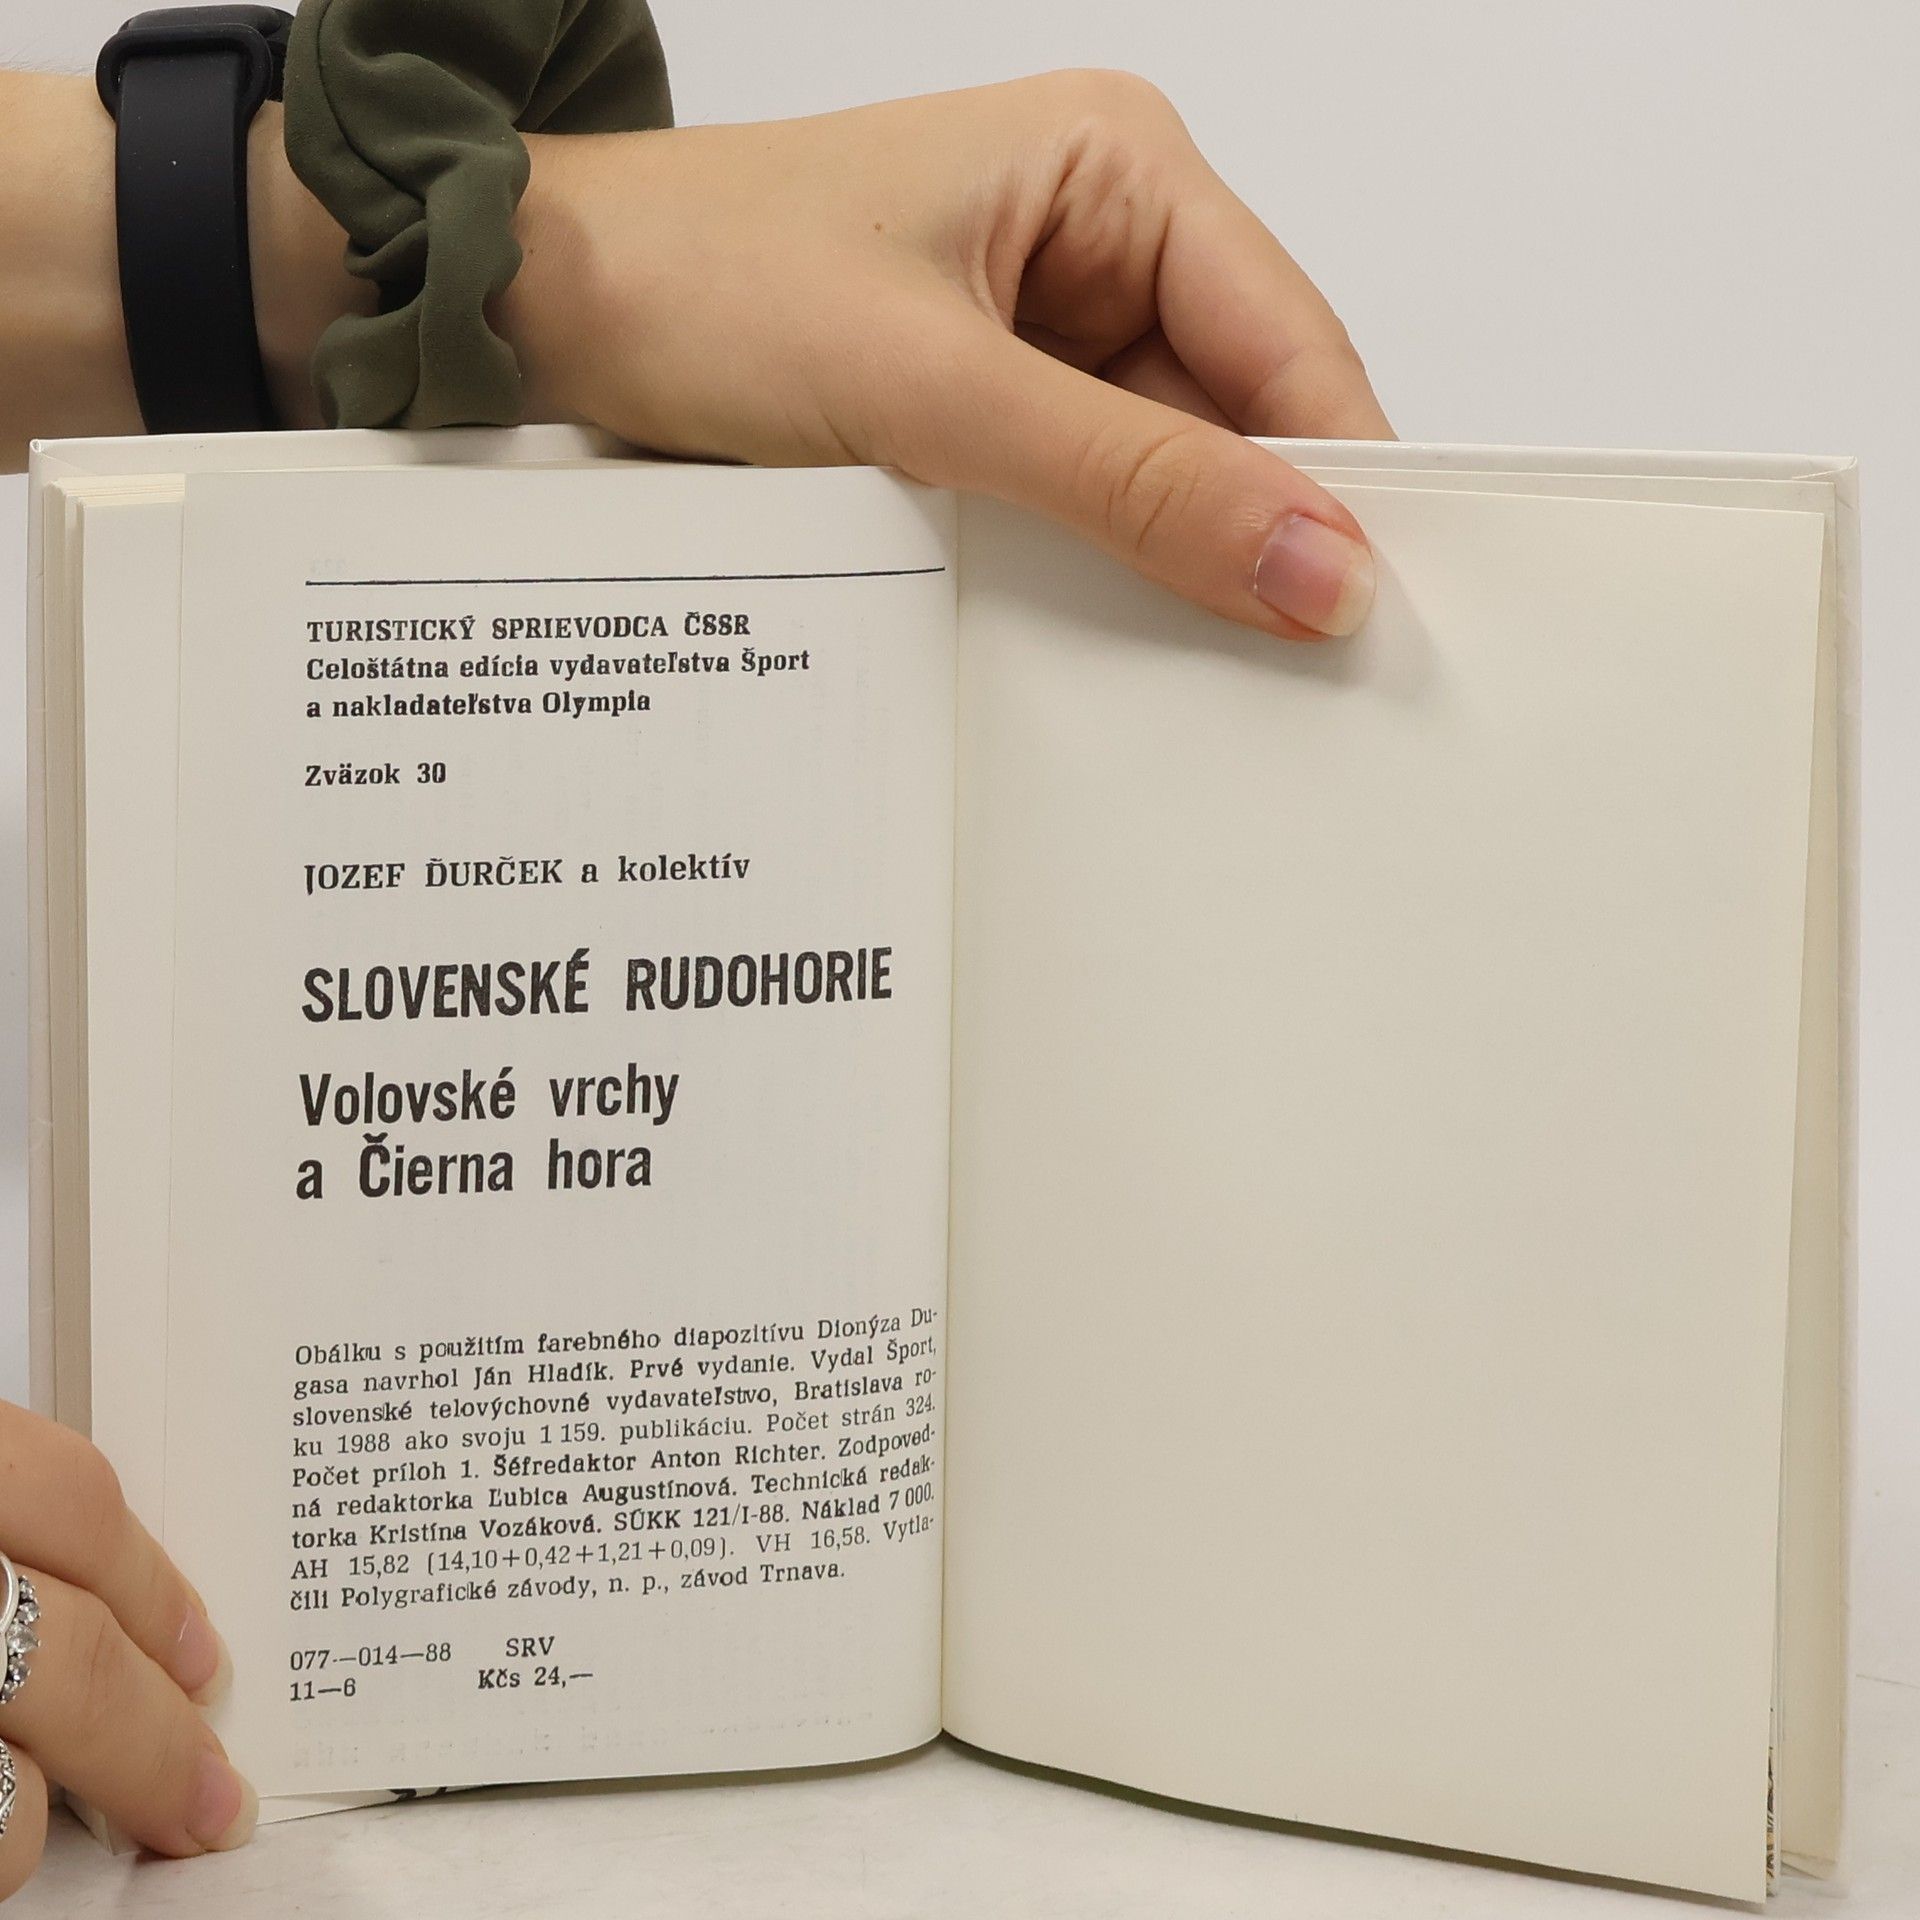 TURISTICKÝ SPRIEVODCA ČSSR
Celoštátna edícia vydavateľstva Šport
a nakladateľstva Olympia
Zväzok 30
JOZEF ĎURČEK a kolektív
SLOVENSKÉ RUDOHORIE
Volovské vrchy
a Čierna hora
Obálku s použitím farebného diapozitívu Dionýza Du-
gasa navrhol Ján Hladík. Prvé vydanie. Vydal Šport,
slovenské telovýchovné vydavateľstvo, Bratislava ro-
ku 1988 ako svoju 1 159. publikáciu. Počet strán 324.
Počet príloh 1. Šéfredaktor Anton Richter. Zodpoved-
ná redaktorka Ľubica Augustínová. Technická redak-
torka Kristína Vozáková. SÚKK 121/I-88. Náklad 7 000.
AH 15,82 (14,10+0,42+1,21+0,09). VH 16,58. Vytla-
čili Polygrafické závody, n. p., závod Trnava.
077—014—88 SRV
11—6 Kčs 24,—